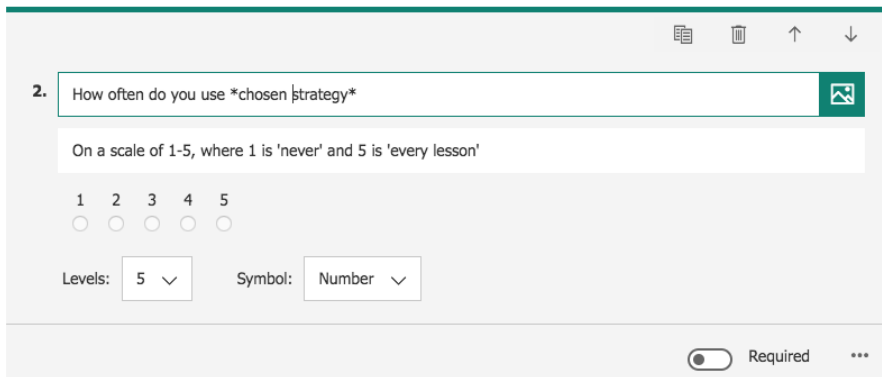 2. How often do you use *chosen strategy*
On a scale of 1-5, where 1 is 'never' and 5 is 'every lesson'
1 2 3 4 5
Levels: 5 Symbol: Number
Required